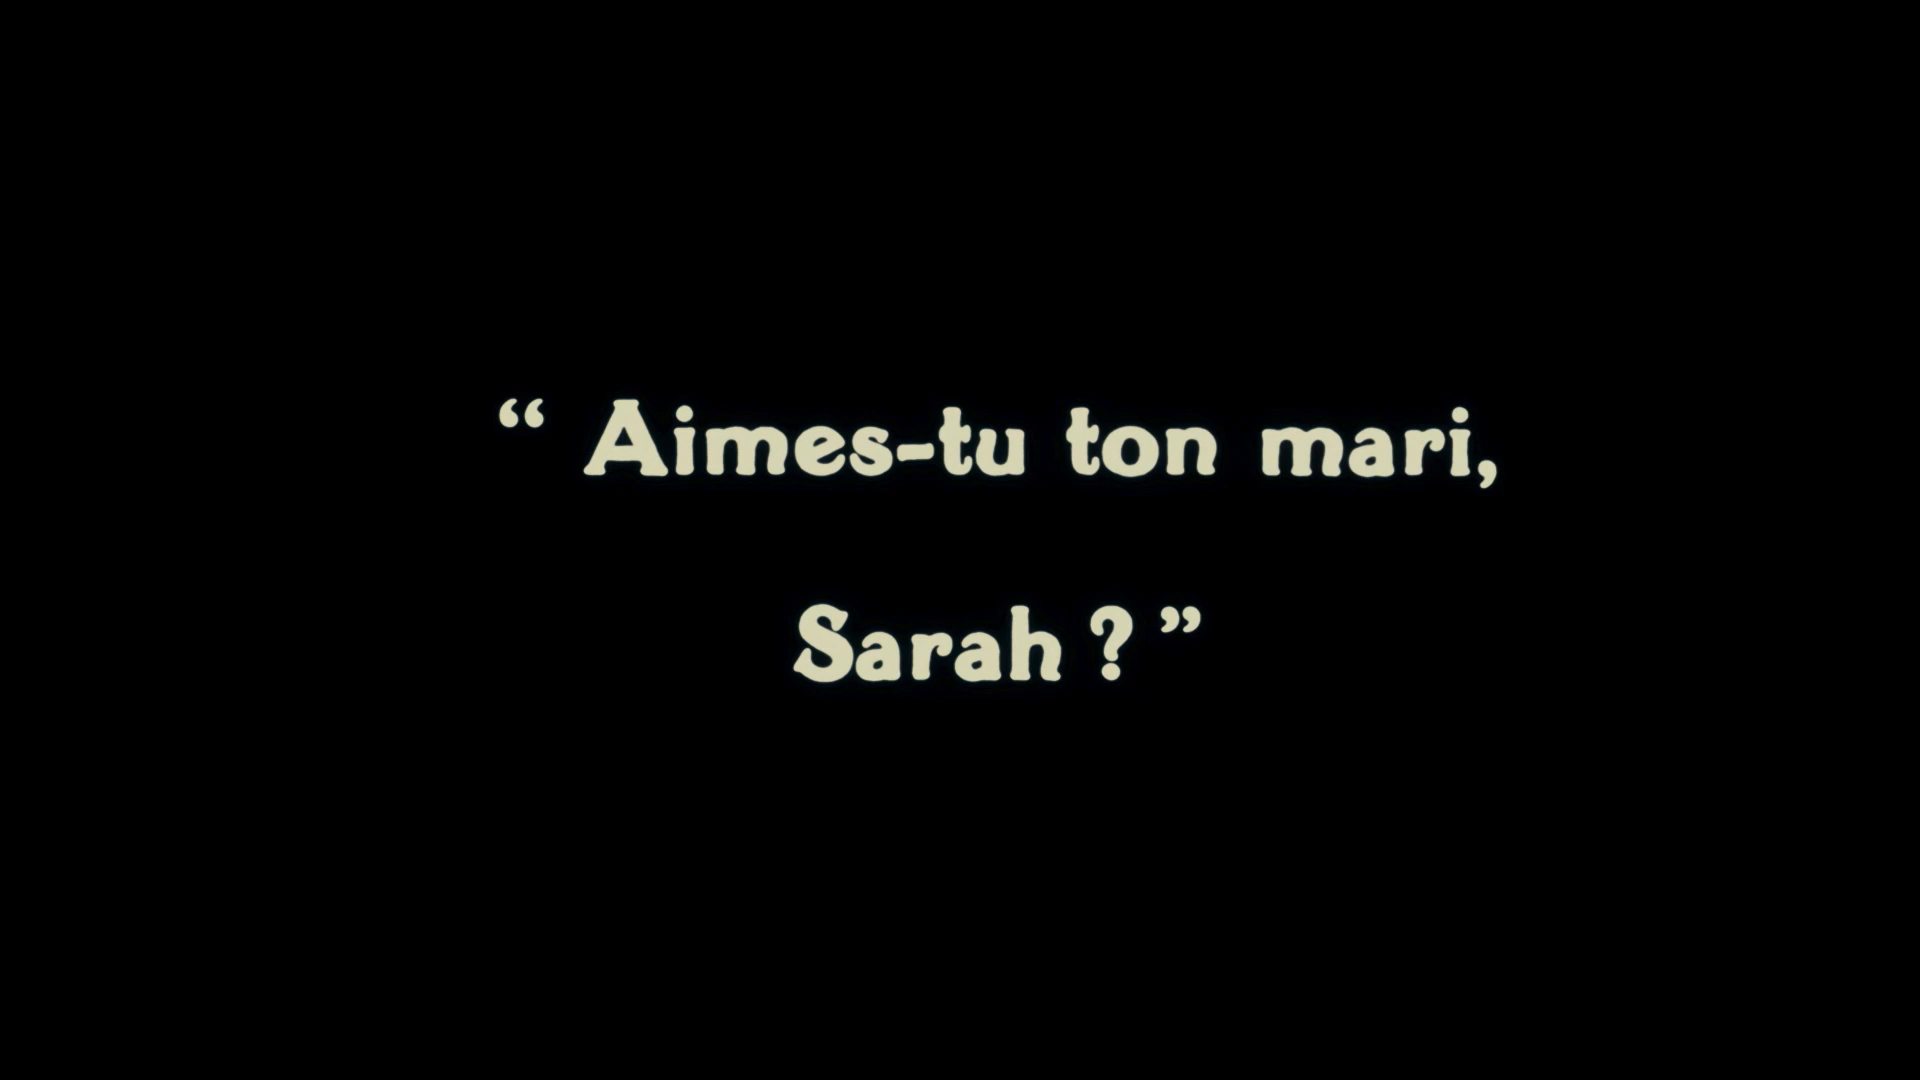 “ Aimes-tu ton mari,
Sarah ? ”